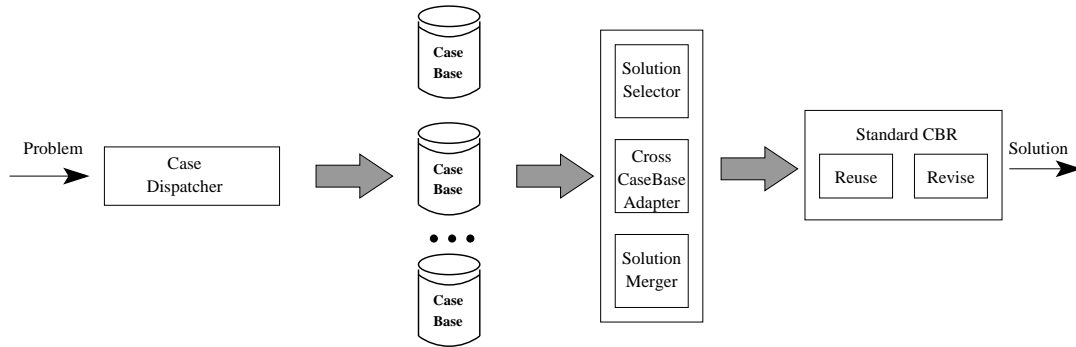 Problem
Case
Dispatcher
Case
Base
Case
Base
Case
Base
Solution
Selector
Cross
CaseBase
Adapter
Solution
Merger
Standard CBR
Reuse
Revise
Solution